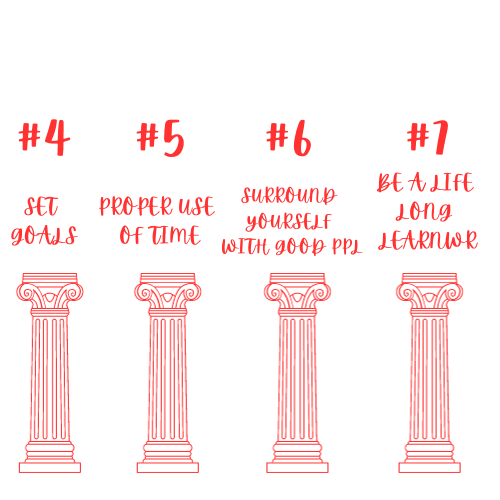 #4
SET
GOALS
#5
PROPER USE
OF TIME
#6
SURROUND
YOURSELF
WITH GOOD PPL
#7
BE A LIFE
LONG
LEARNWR